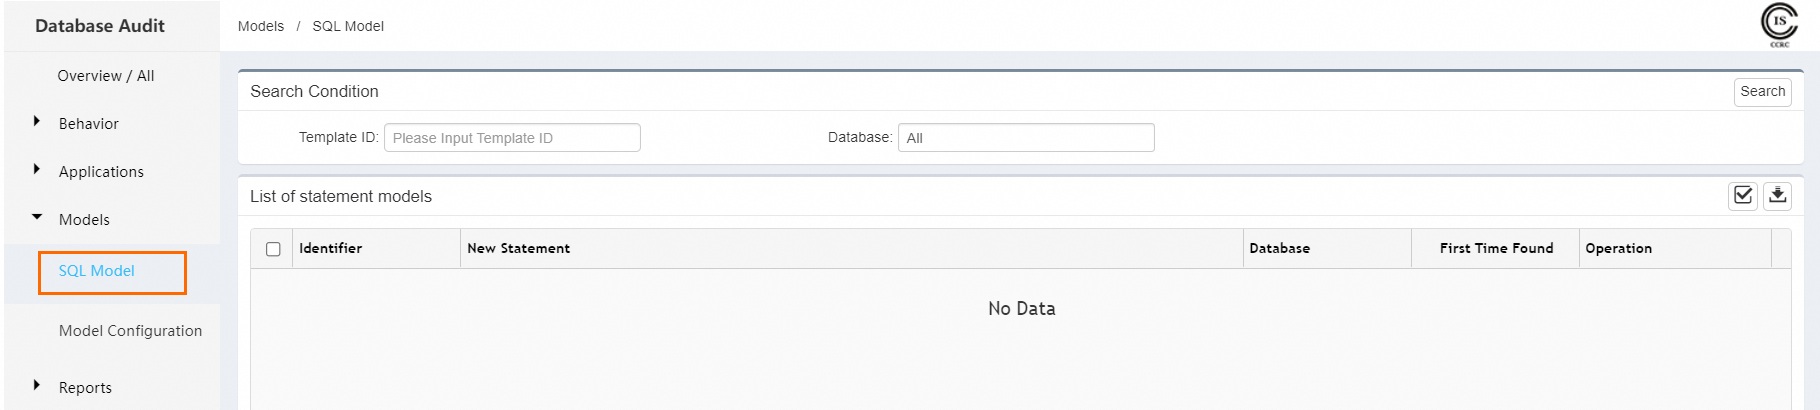 Database Audit
Overview / All
Behavior
Applications
Models
SQL Model
Model Configuration
Reports
Models / SQL Model
IS
CCRC
Search Condition
Search
Template ID: Please Input Template ID
Database: All
List of statement models
Identifier New Statement Database First Time Found Operation
No Data